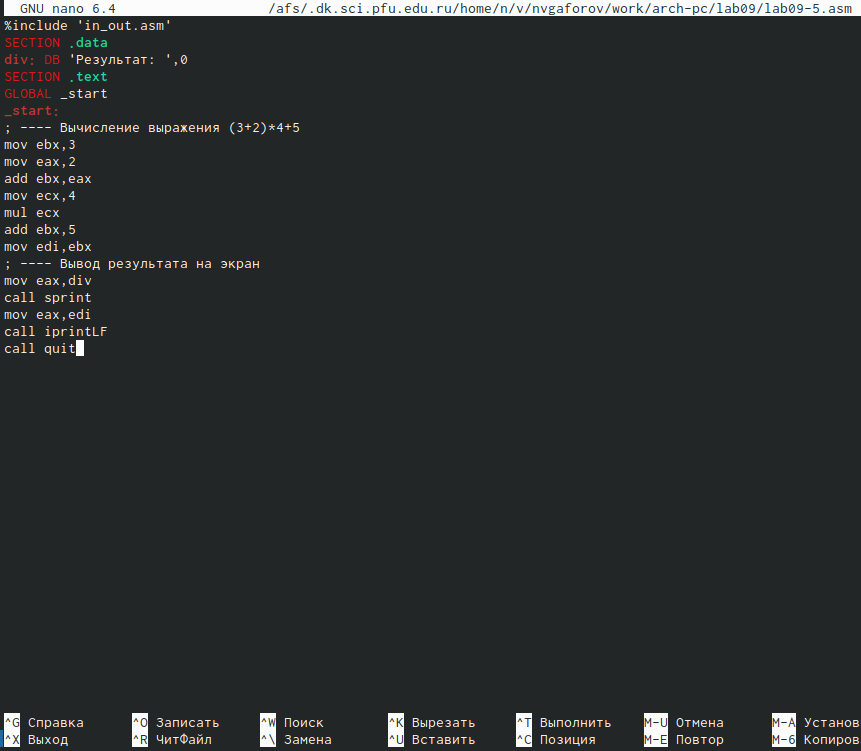 GNU nano 6.4 /afs/.dk.sci.pfu.edu.ru/home/n/v/nvgaforov/work/arch-pc/lab09/lab09-5.asm
%include 'in_out.asm'
SECTION .data
div: DB 'Результат: ',0
SECTION .text
GLOBAL _start
_start:
; ---- Вычисление выражения (3+2)*4+5
mov ebx,3
mov eax,2
add ebx,eax
mov ecx,4
mul ecx
add ebx,5
mov edi,ebx
; ---- Вывод результата на экран
mov eax,div
call sprint
mov eax,edi
call iprintLF
call quit
^G Справка ^O Записать ^W Поиск ^K Вырезать ^T Выполнить M-U Отмена M-A Установ
^X Выход ^R ЧитФайл ^\ Замена ^U Вставить ^C Позиция M-E Повтор M-6 Копиров